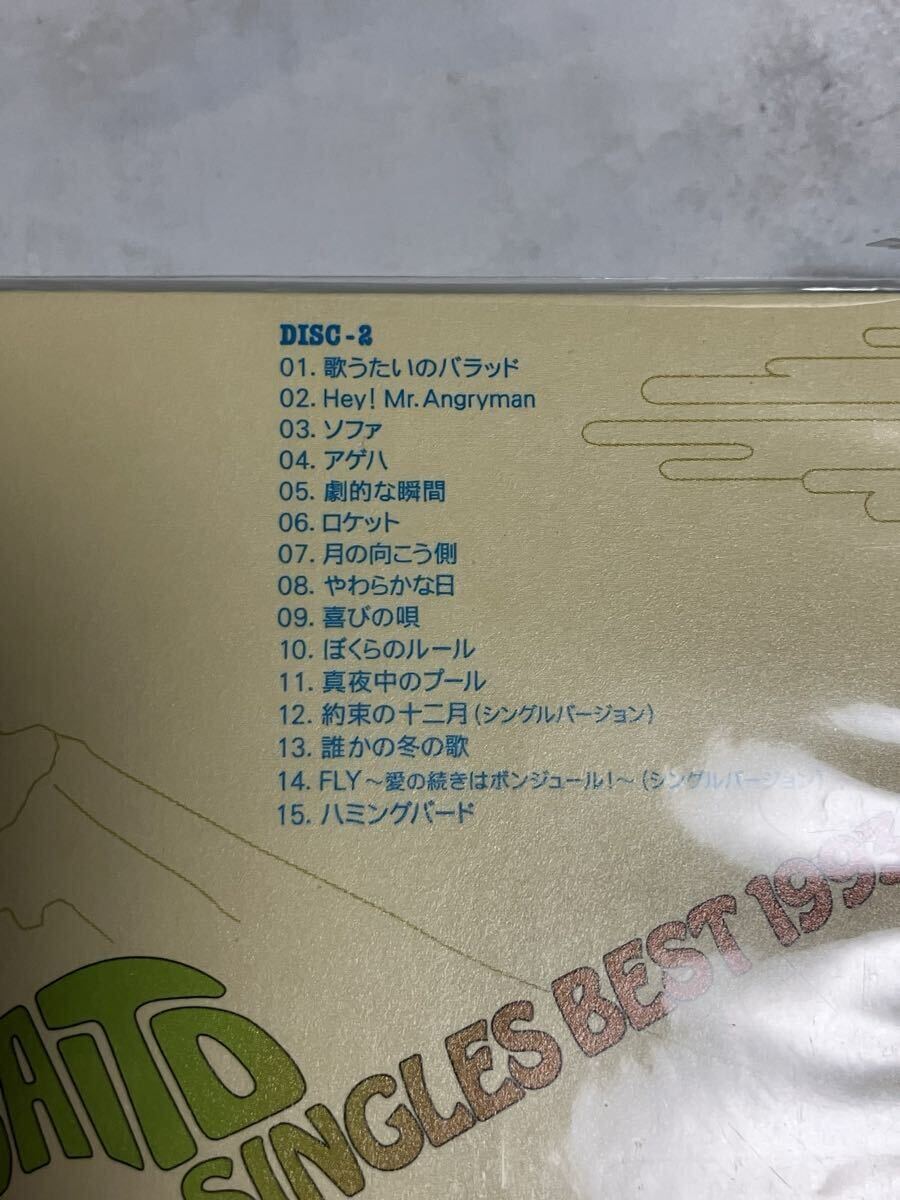 DISC-2
01. 歌うたいのバラッド
02. Hey! Mr. Angryman
03. ソファ
04. アゲハ
05. 劇的な瞬間
06. ロケット
07. 月の向こう側
08. やわらかな日
09. 喜びの唄
10. ぼくらのルール
11. 真夜中のプール
12. 約束の十二月(シングルバージョン)
13. 誰かの冬の歌
14. FLY〜愛の続きはボンジュール!〜(シングルバージョン)
15. ハミングバード
SINGLES BEST 1993